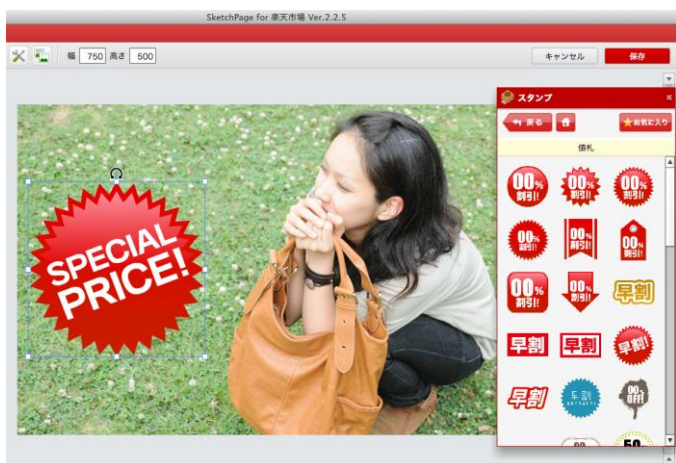 SketchPage for 楽天市場 Ver.2.2.5
幅 750 高さ 500
キャンセル
保存
スタンプ
戻る
お気に入り
値札
SPECIAL
PRICE!
00%
割引!
00%
割引!
00%
割引!
00%
割引!
00%
割引!
00%
割引!
00%
割引!
00%
割引!
早割
早割
早割
早割!
早割
早割
00%
OFF!